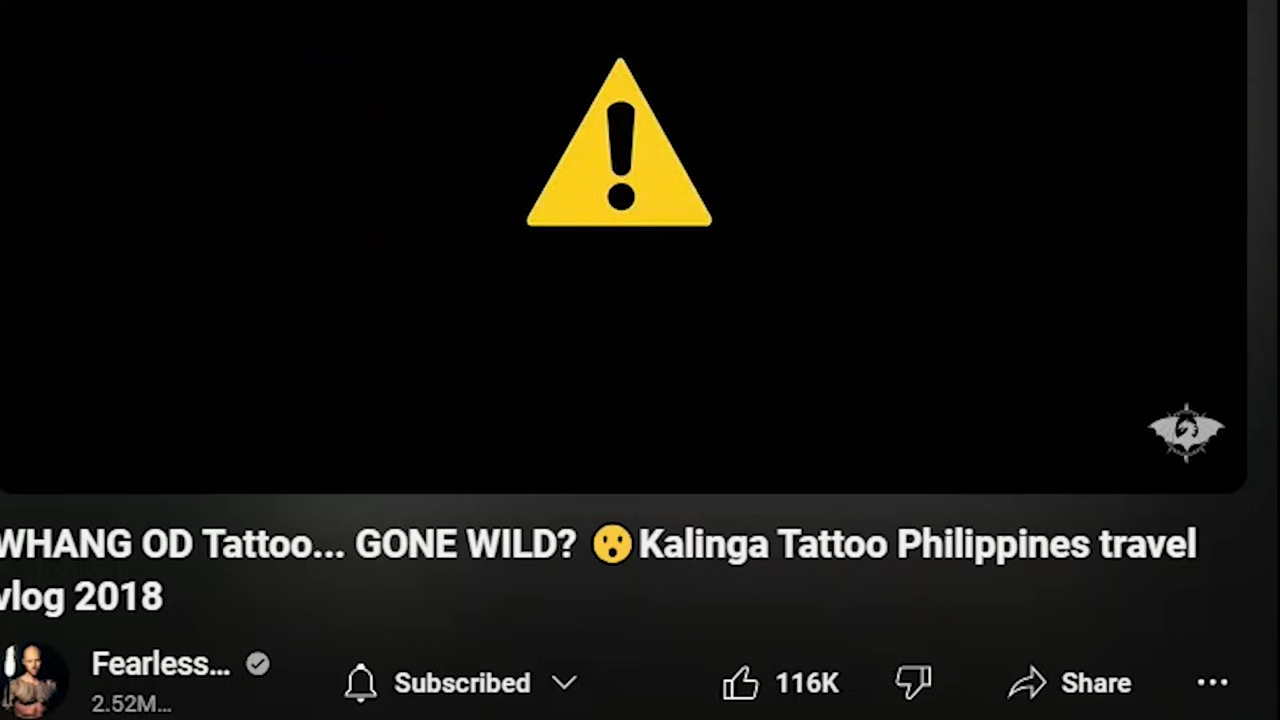 WHANG OD Tattoo... GONE WILD? 😮Kalinga Tattoo Philippines travel
vlog 2018
Fearless...
Subscribed
116K
Share
2.52M...